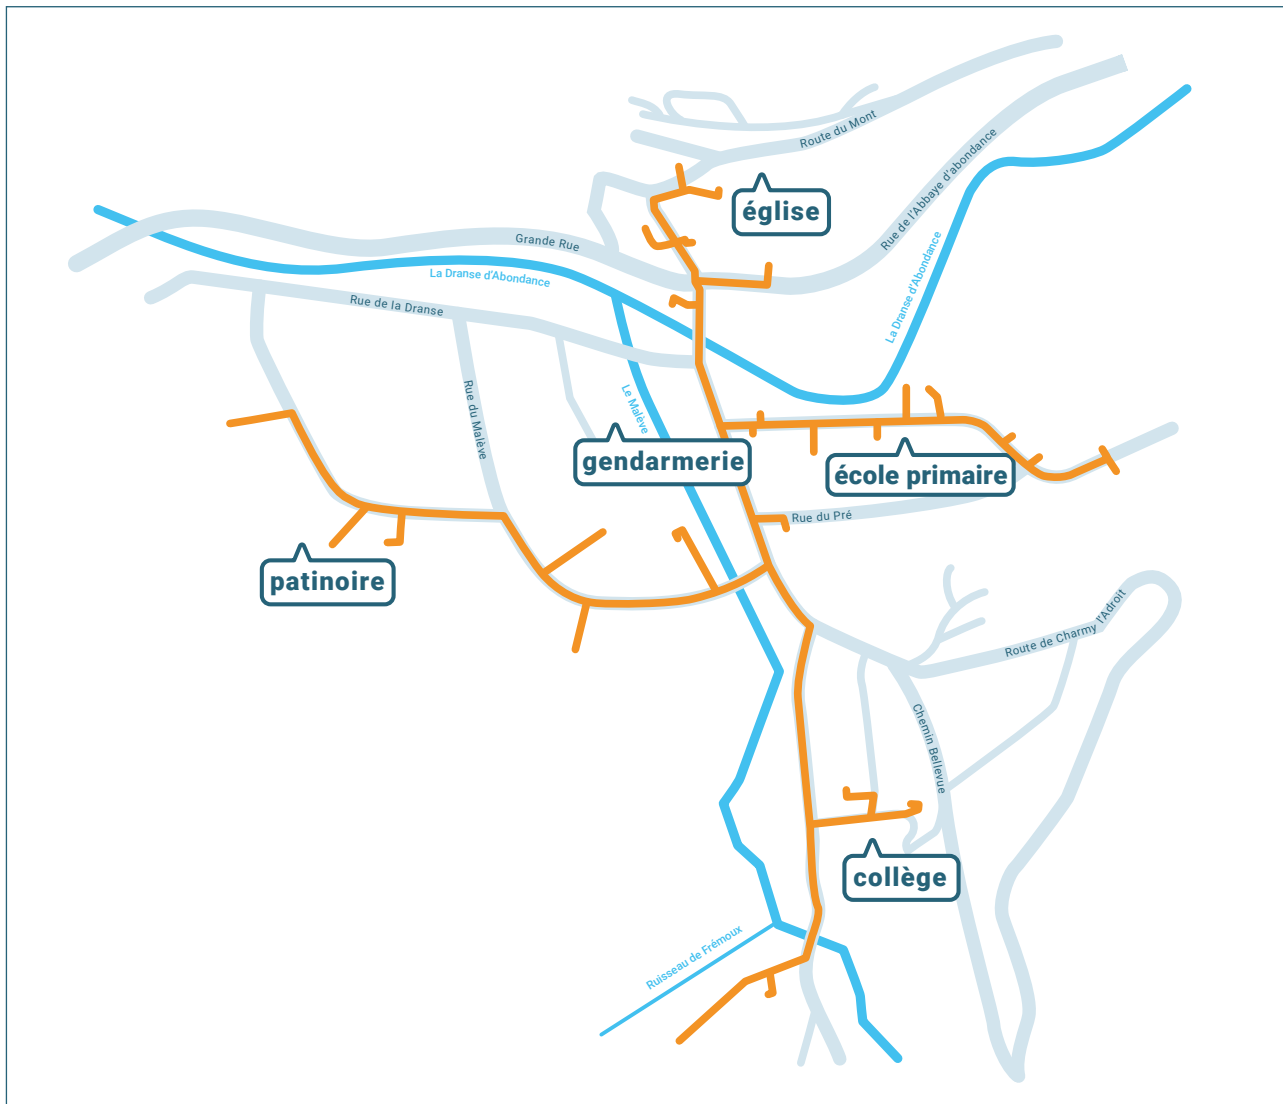 Route du Mont
Rue de l'Abbaye d'abondance
église
Grande Rue
La Dranse d'Abondance
La Dranse d'Abondance
Rue de la Dranse
Rue du Malève
Le Malève
gendarmerie
école primaire
Rue du Pré
patinoire
Route de Charmy l'Adroit
Chemin Bellevue
collège
Ruisseau de Frémoux